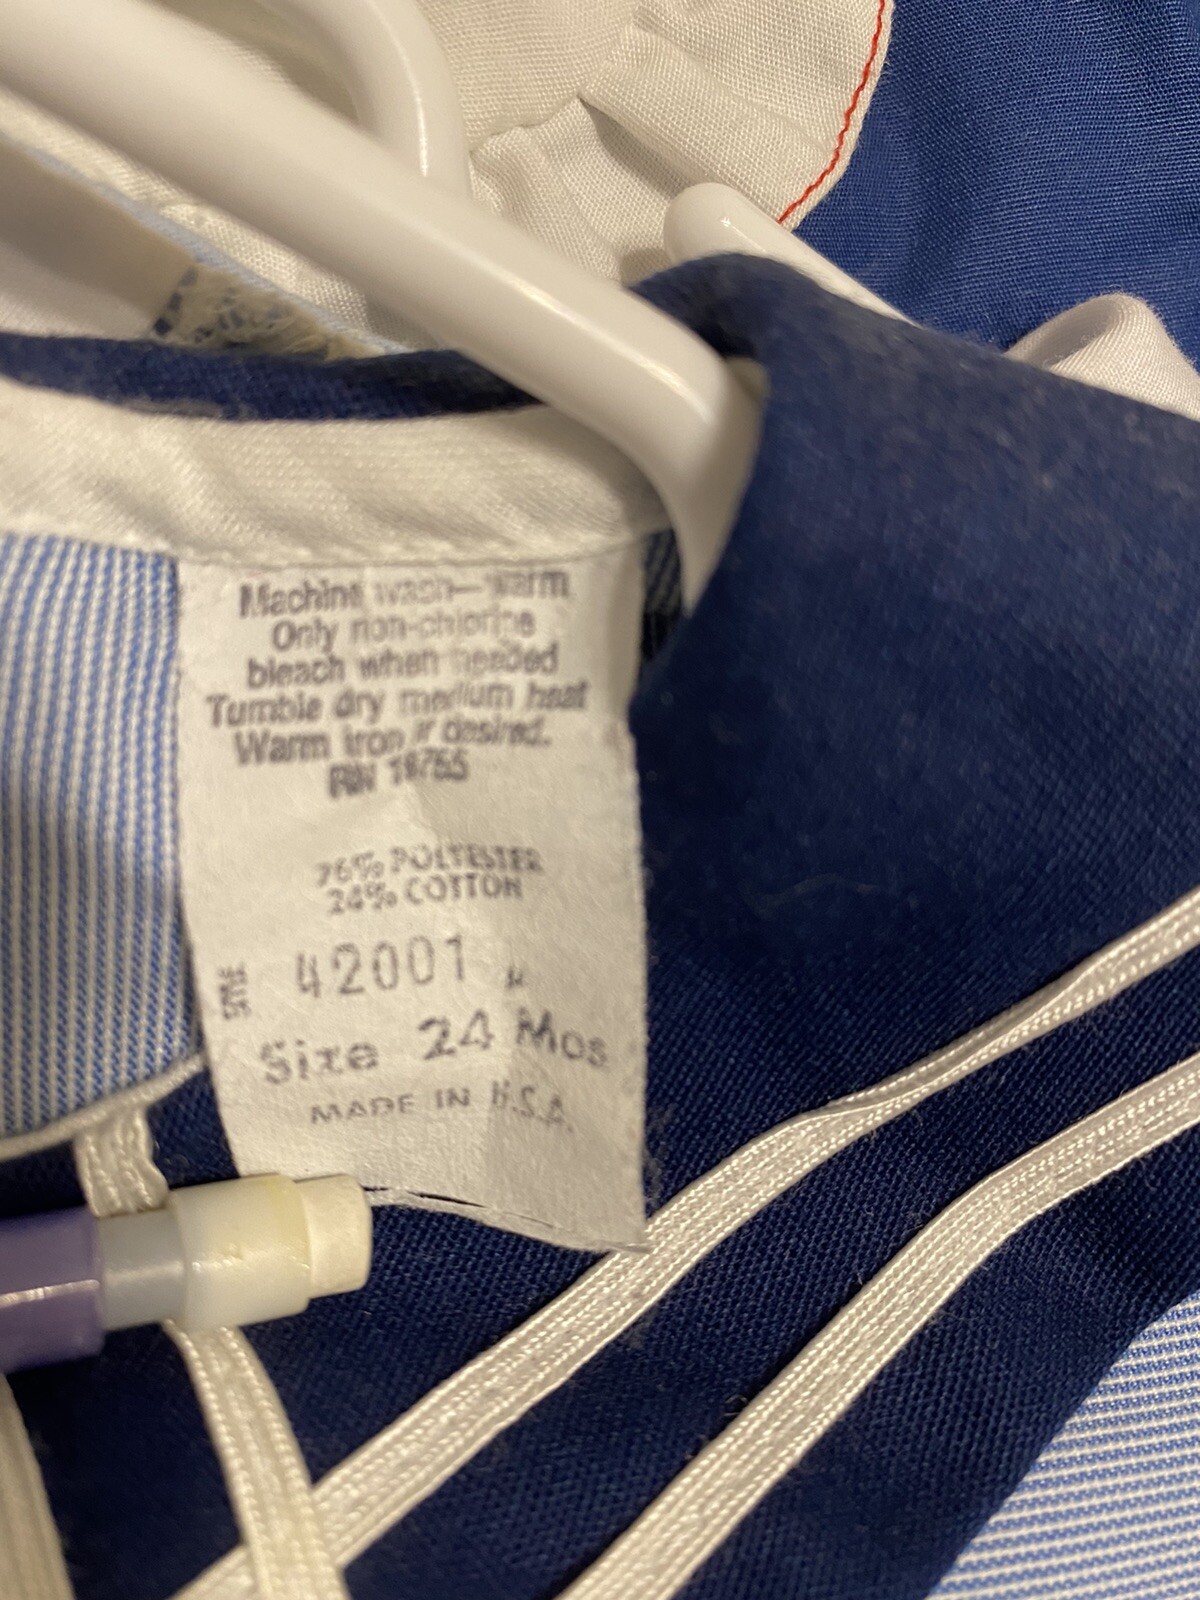 Machine wash—warm
Only non-chlorine
bleach when needed
Tumble dry medium heat
Warm iron if desired.
RN
76% POLYESTER
24% COTTON
STYLE 42001
Size 24 Mos
MADE IN U.S.A.